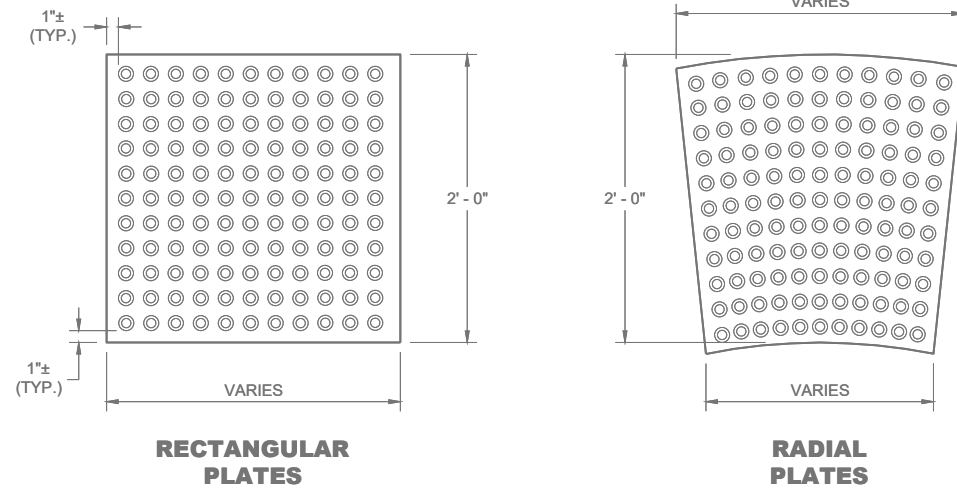 1"±
(TYP.)
VARIES
2' - 0"
2' - 0"
1"±
(TYP.)
VARIES
VARIES
RECTANGULAR
PLATES
RADIAL
PLATES